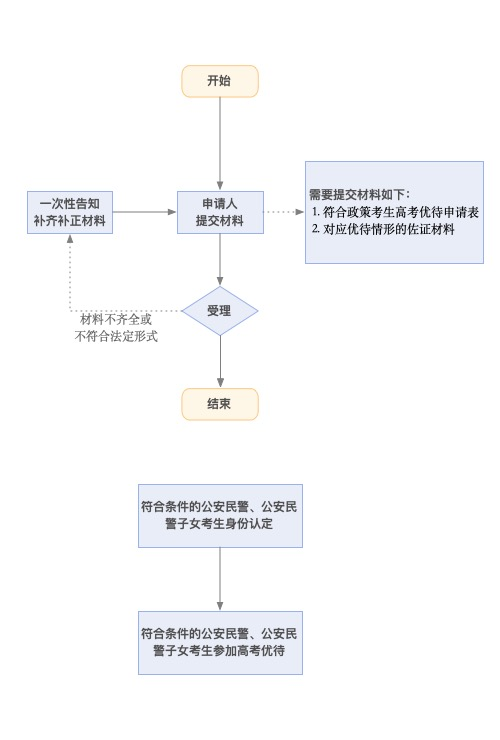 开始
一次性告知
补齐补正材料
申请人
提交材料
需要提交材料如下：
1. 符合政策考生高考优待申请表
2. 对应优待情形的佐证材料
受理
材料不齐全或
不符合法定形式
结束
符合条件的公安民警、公安民
警子女考生身份认定
符合条件的公安民警、公安民
警子女考生参加高考优待